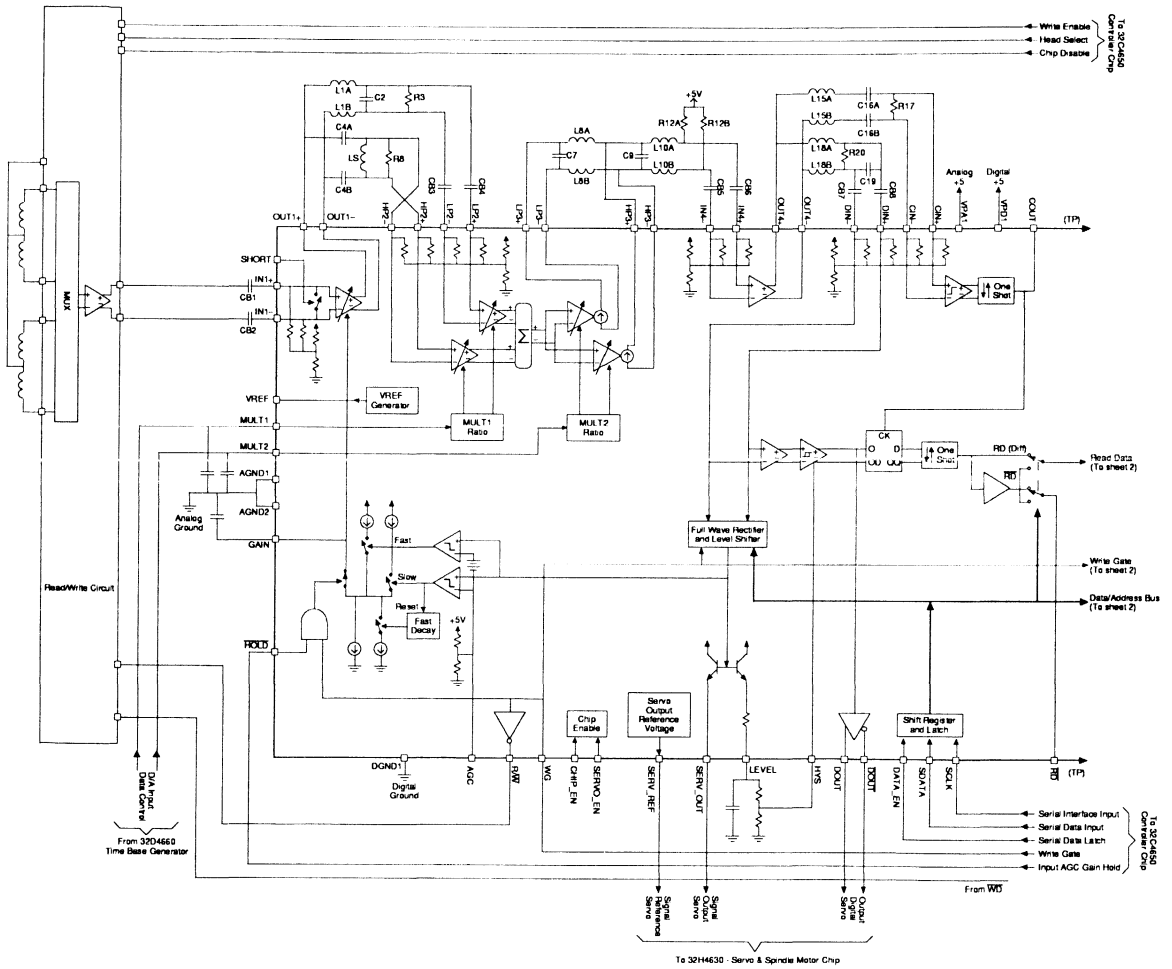 Write Enable
Head Select
Chip Disable
To 32C4650
Controller Chip
L1A
C2
R3
L1B
C4A
LS
R8
C4B
CB3
CB4
L8A
C7
L8B
C9
+5V
R12A
R12B
L10A
L10B
CB5
CB6
L15A
C16A
R17
L15B
C16B
L18A
R20
L18B
C19
CB7
CB8
Analog
+5
Digital
+5
OUT1+
OUT1-
HP2-
HP2+
LP2-
LP2+
LP3+
LP3-
HP3+
HP3-
IN4-
IN4+
OUT4+
OUT4-
DIN-
DIN+
CIN-
CIN+
VPA1
VPD1
COUT
(TP)
SHORT
IN1+
CB1
IN1-
CB2
MUX
One
Shot
Σ
VREF
VREF
Generator
MULT1
MULT1
Ratio
MULT2
MULT2
Ratio
AGND1
AGND2
Analog
Ground
GAIN
CK
O
D
OD
One
Shot
RD (Diff)
RD
Read Data
(To sheet 2)
Full Wave Rectifier
and Level Shifter
Write Gate
(To sheet 2)
Data/Address Bus
(To sheet 2)
Read/Write Circuit
Fast
Slow
Reset
Fast
Decay
+5V
HOLD
Chip
Enable
Servo
Output
Reference
Voltage
Shift Register
and Latch
DGND1
Digital
Ground
AGC
R/W
WG
CHIP_EN
SERVO_EN
SERV_REF
SERV_OUT
LEVEL
HYS
DOUT
DOUT
DATA_EN
SDATA
SCLK
RD
(TP)
D/A Input
Data Control
From 32D4660
Time Base Generator
Serial Interface Input
Serial Data Input
Serial Data Latch
Write Gate
Input AGC Gain Hold
To 32C4650
Controller Chip
From WD
Servo
Reference
Signal
Servo
Output
Signal
Servo
Digital
Output
To 32H4630 - Servo & Spindle Motor Chip